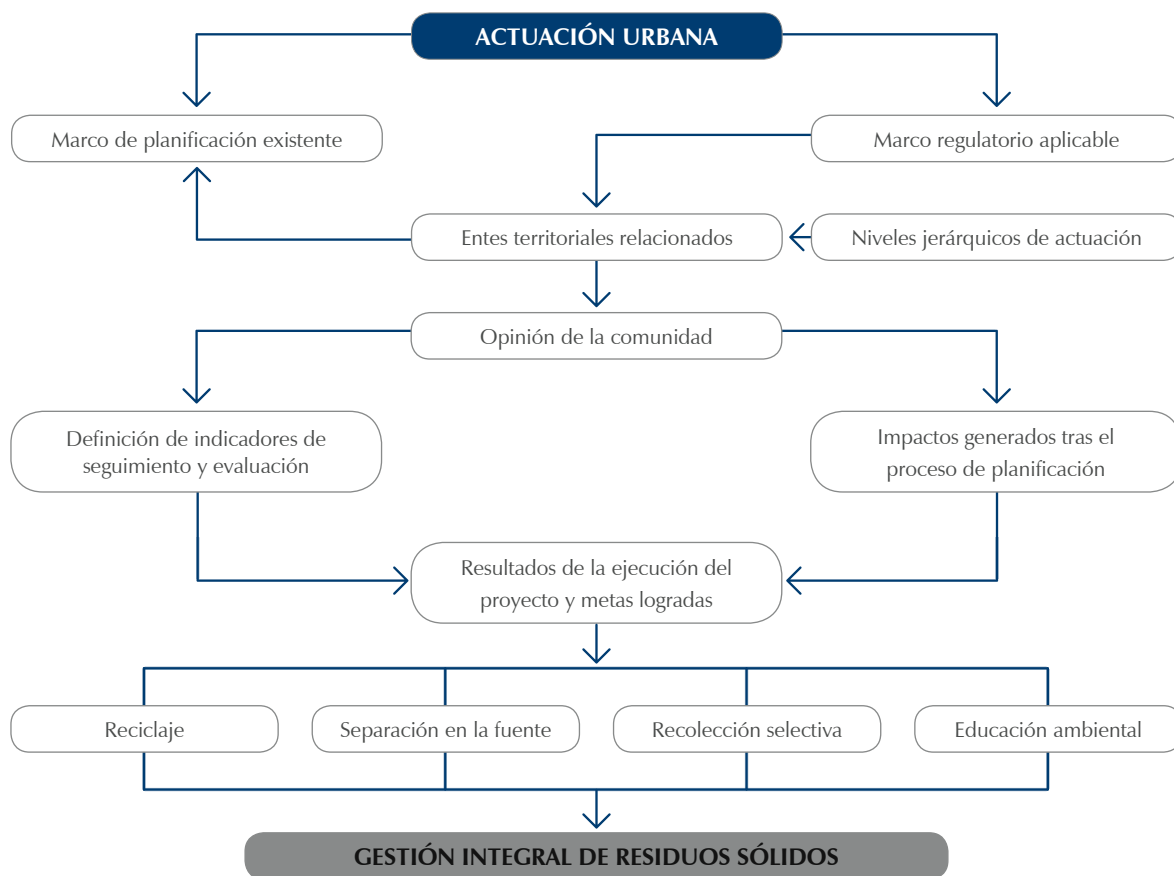 ACTUACIÓN URBANA
Marco de planificación existente
Marco regulatorio aplicable
Entes territoriales relacionados
Niveles jerárquicos de actuación
Opinión de la comunidad
Definición de indicadores de
seguimiento y evaluación
Impactos generados tras el
proceso de planificación
Resultados de la ejecución del
proyecto y metas logradas
Reciclaje
Separación en la fuente
Recolección selectiva
Educación ambiental
GESTIÓN INTEGRAL DE RESIDUOS SÓLIDOS